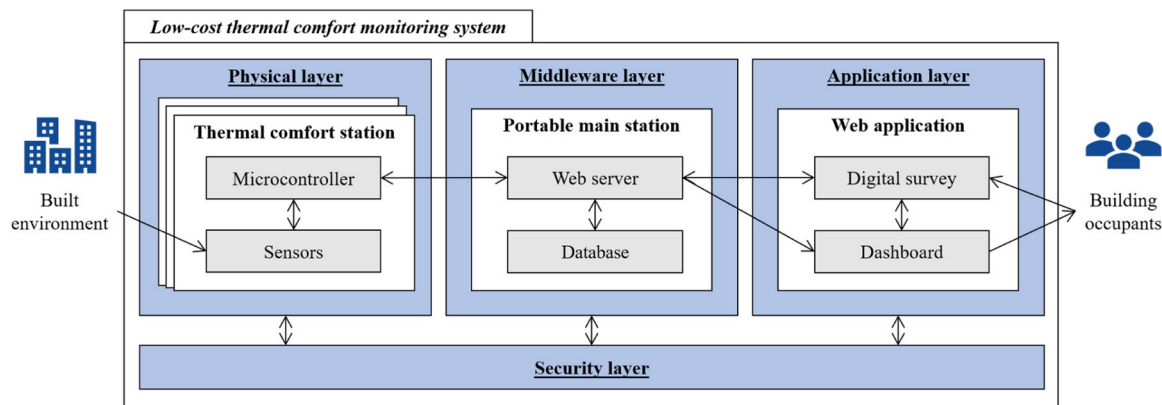 Low-cost thermal comfort monitoring system
Physical layer
Middleware layer
Application layer
Thermal comfort station
Portable main station
Web application
Microcontroller
Web server
Digital survey
Built
environment
Building
occupants
Sensors
Database
Dashboard
Security layer